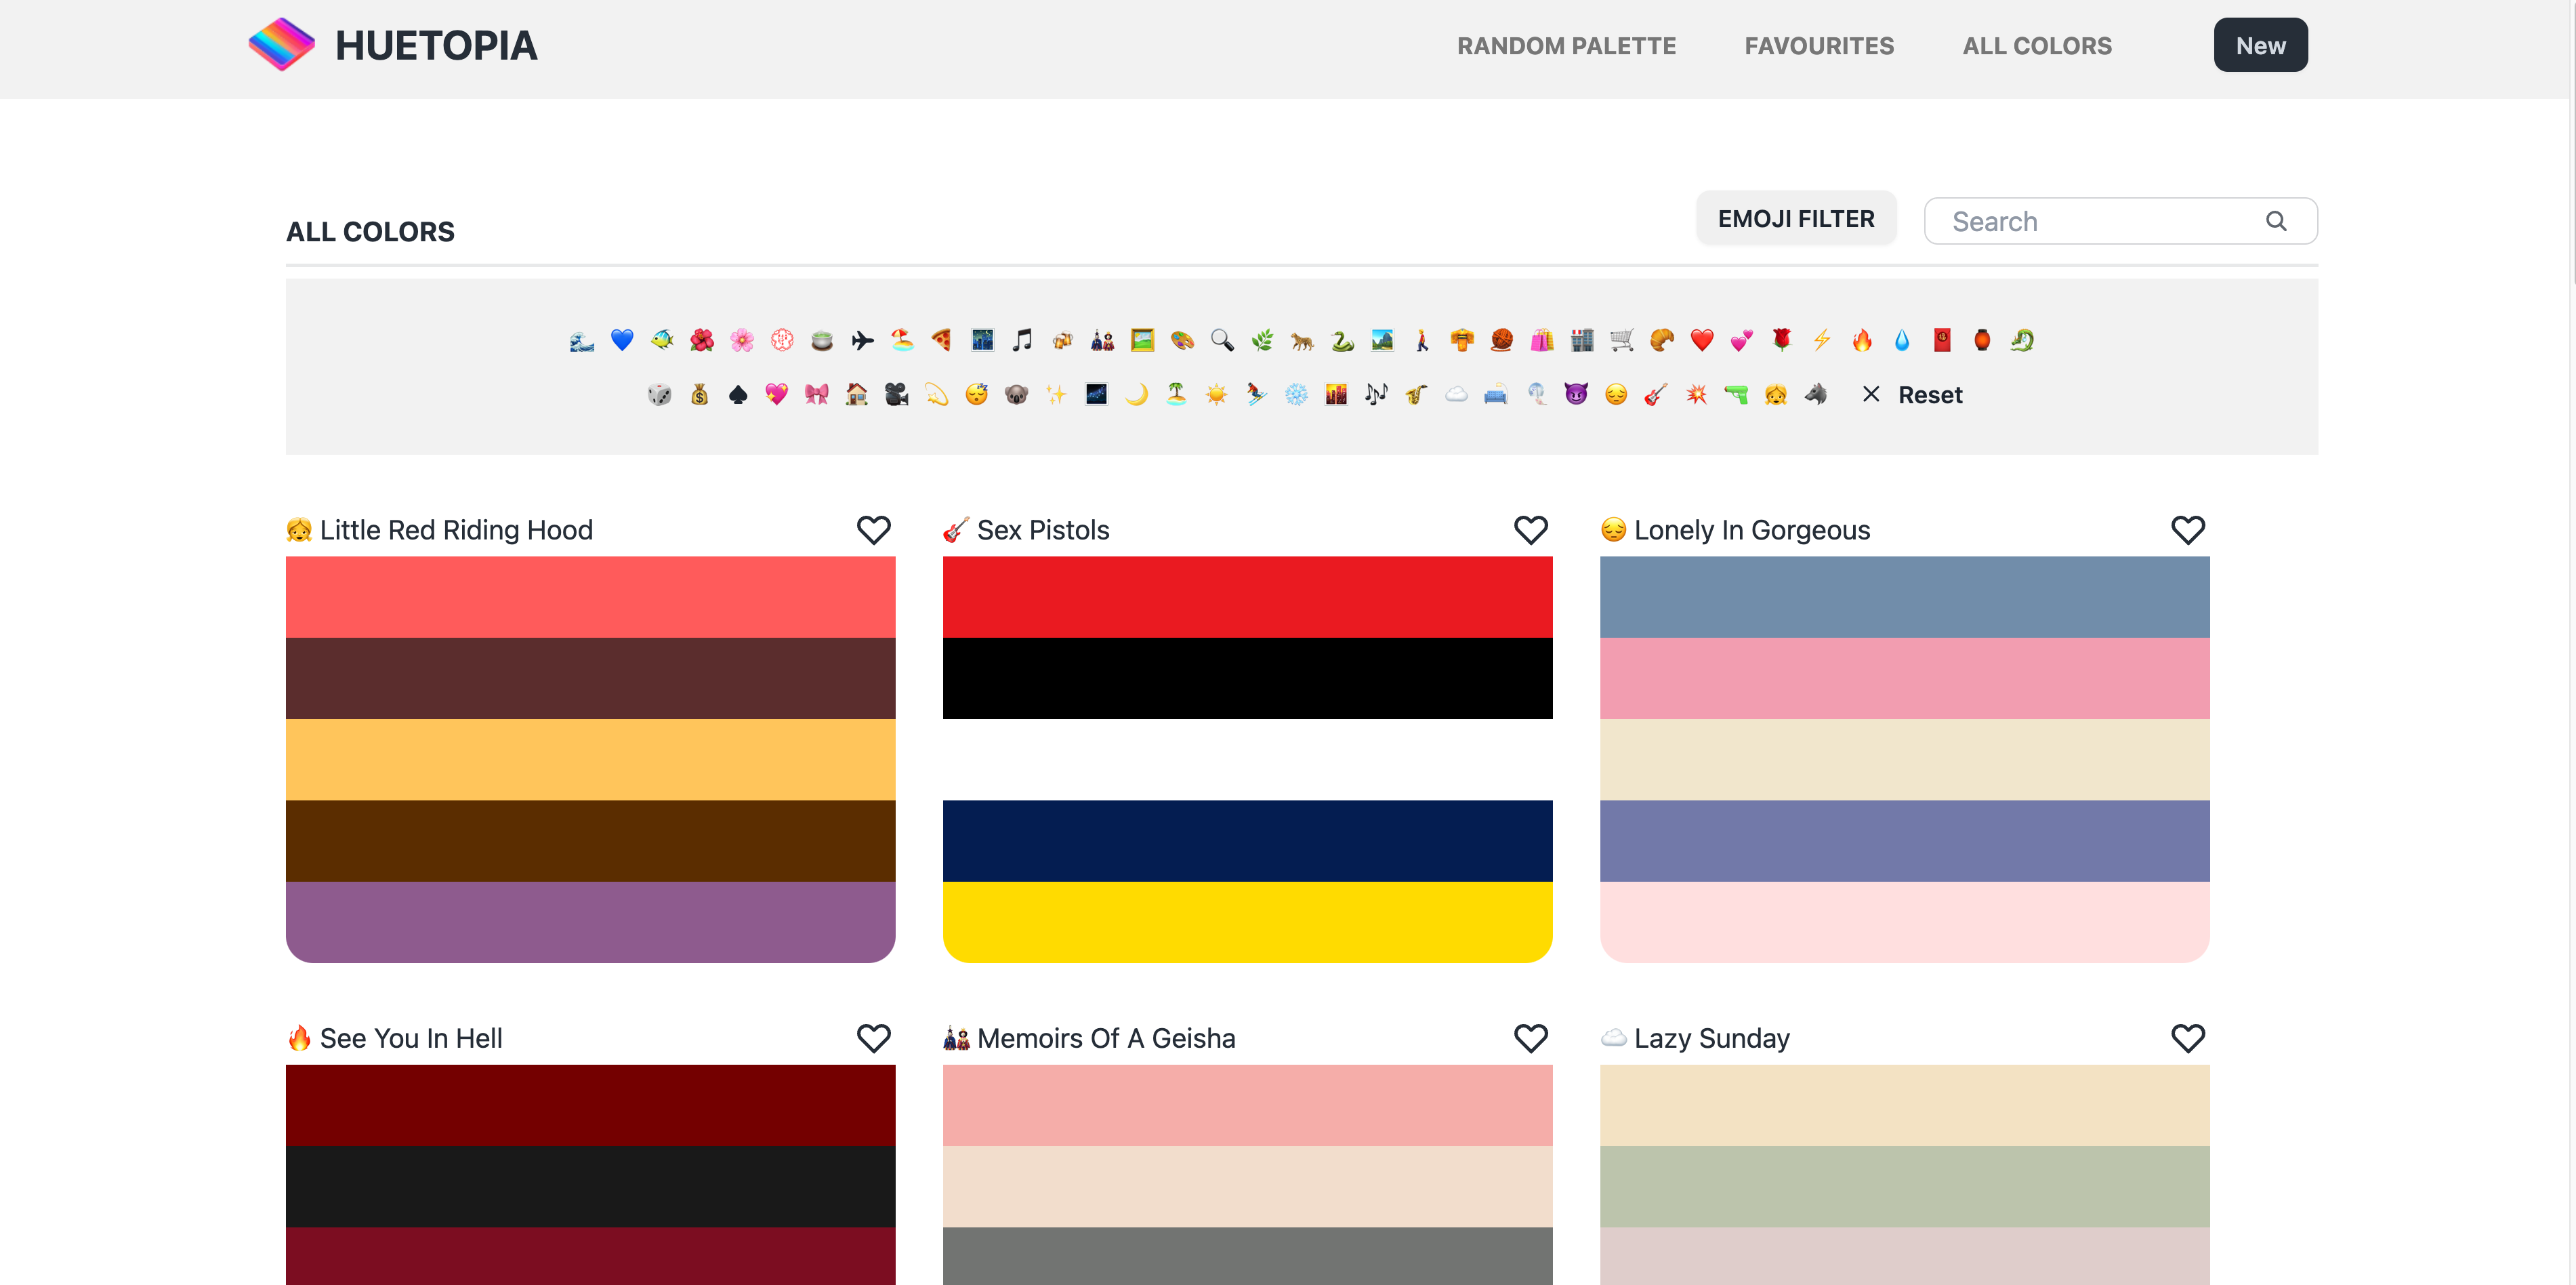 HUETOPIA
RANDOM PALETTE
FAVOURITES
ALL COLORS
New
ALL COLORS
EMOJI FILTER
Search
Reset
Little Red Riding Hood
Sex Pistols
Lonely In Gorgeous
See You In Hell
Memoirs Of A Geisha
Lazy Sunday